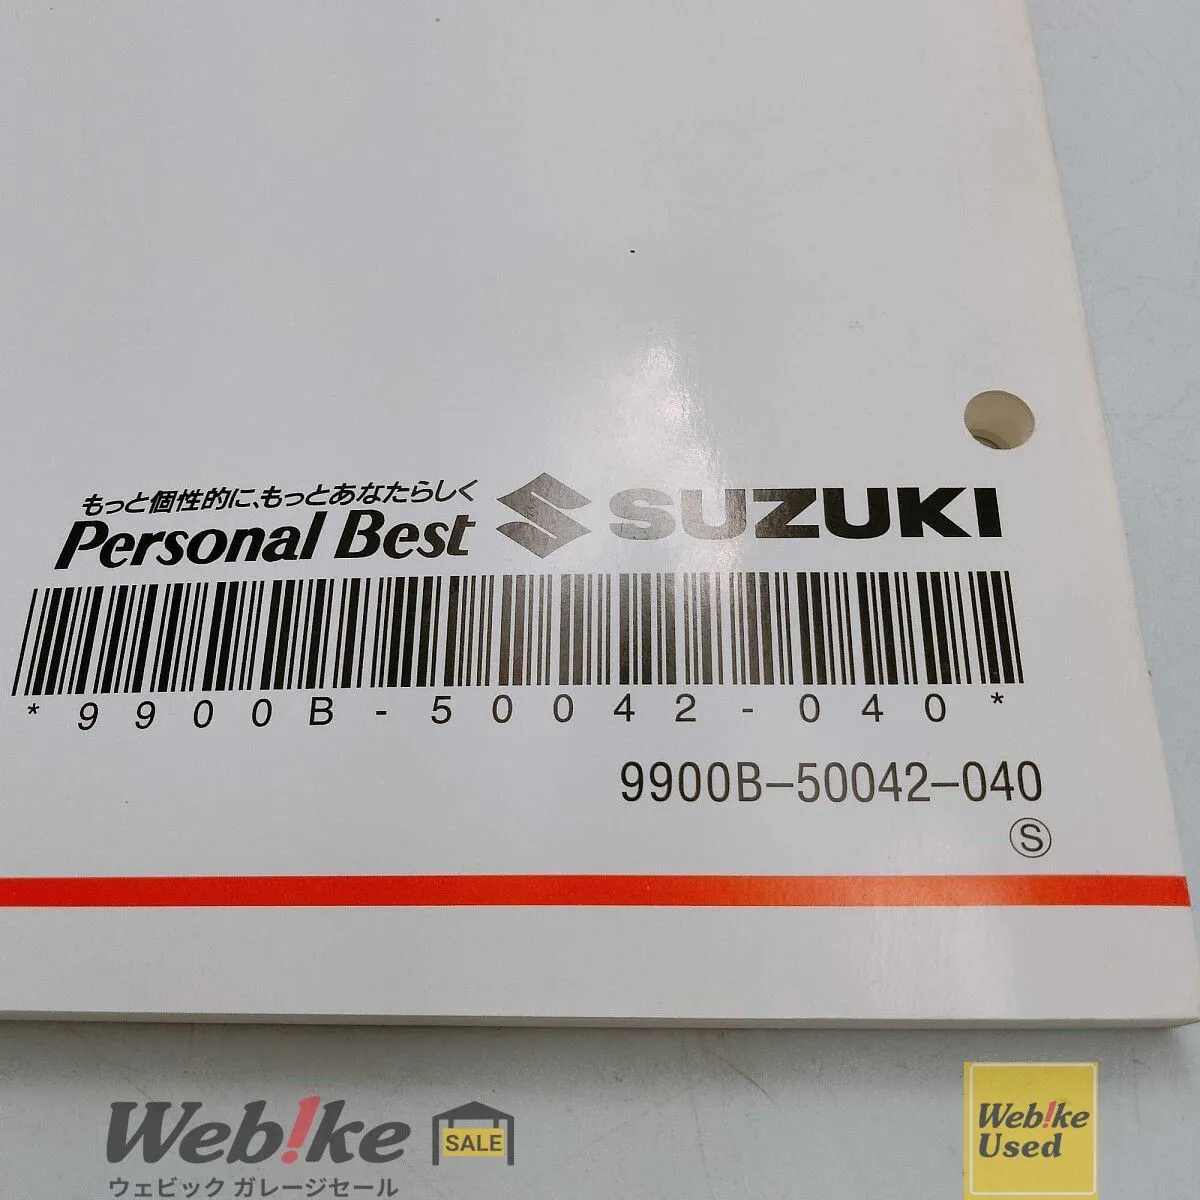 もっと個性的に、もっとあなたらしく
Personal Best SUZUKI
*9900B-50042-040*
9900B-50042-040
S
Web!ke SALE
ウェビック ガレージセール
Web!ke
Used